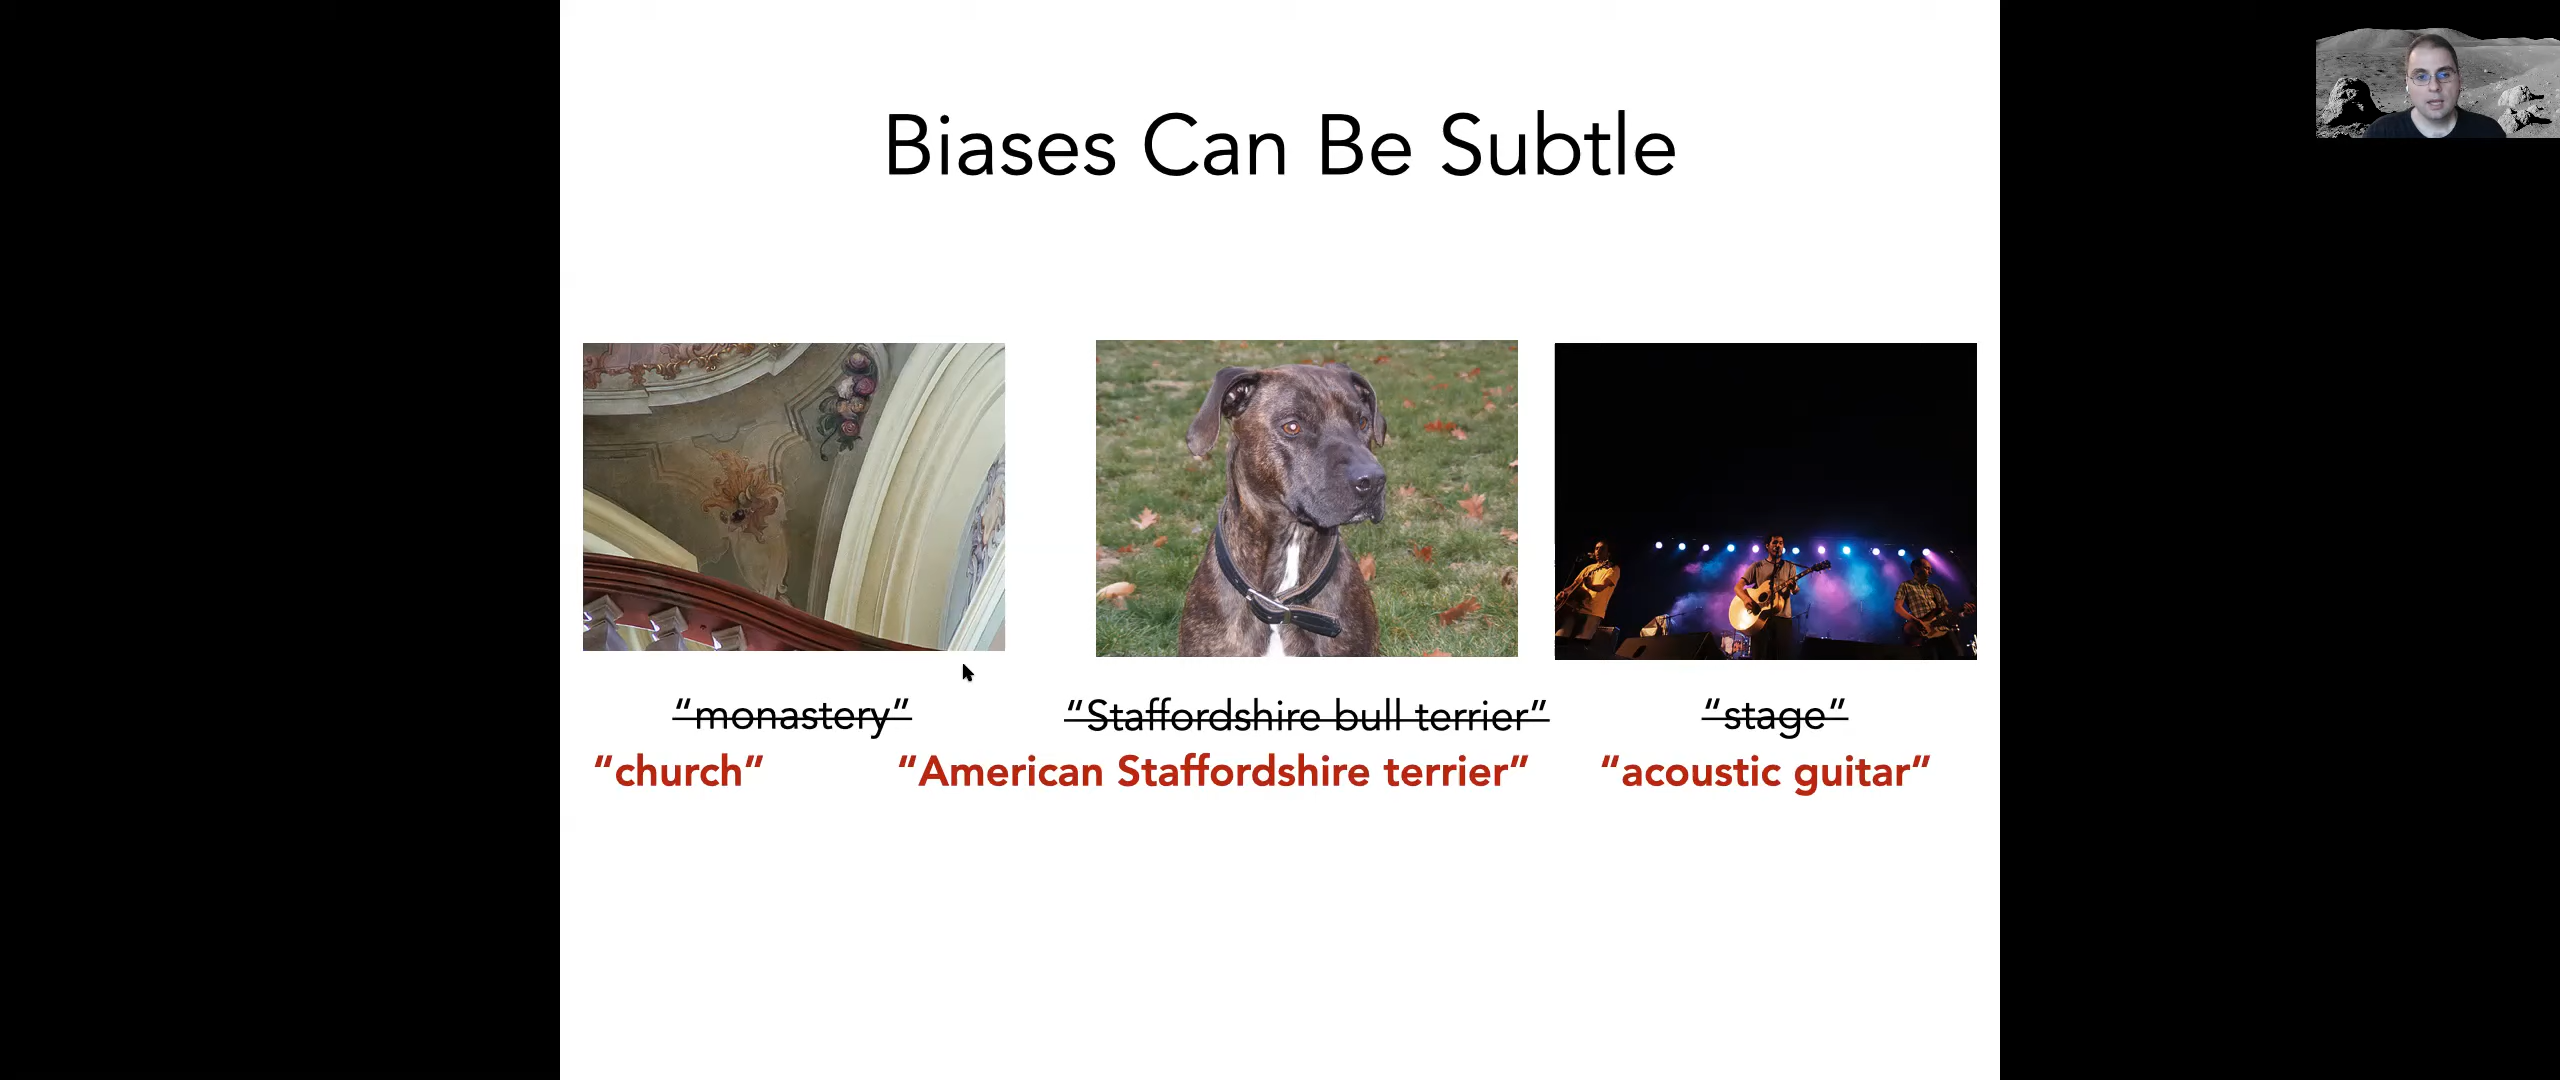 Biases Can Be Subtle
“monastery” “Staffordshire bull terrier” “stage”
“church” “American Staffordshire terrier” “acoustic guitar”